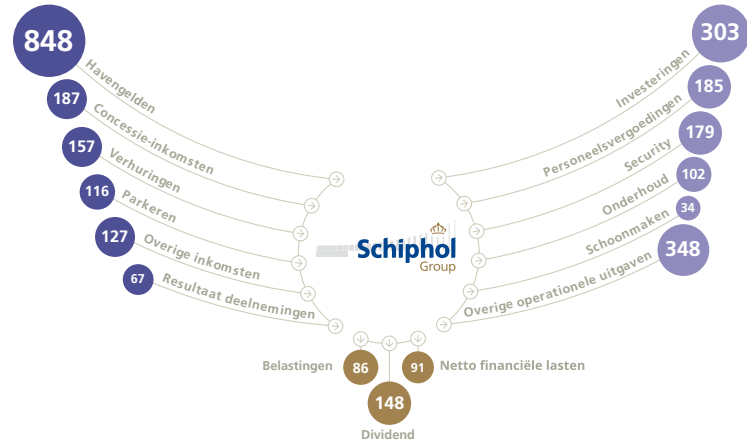 848
Havengelden
187
Concessie-inkomsten
157
Verhuringen
116
Parkeren
127
Overige inkomsten
67
Resultaat deelnemingen
Schiphol
Group
303
Investeringen
185
Personeelsvergoedingen
179
Security
102
Onderhoud
34
Schoonmaken
348
Overige operationele uitgaven
Belastingen
86
91
Netto financiële lasten
148
Dividend